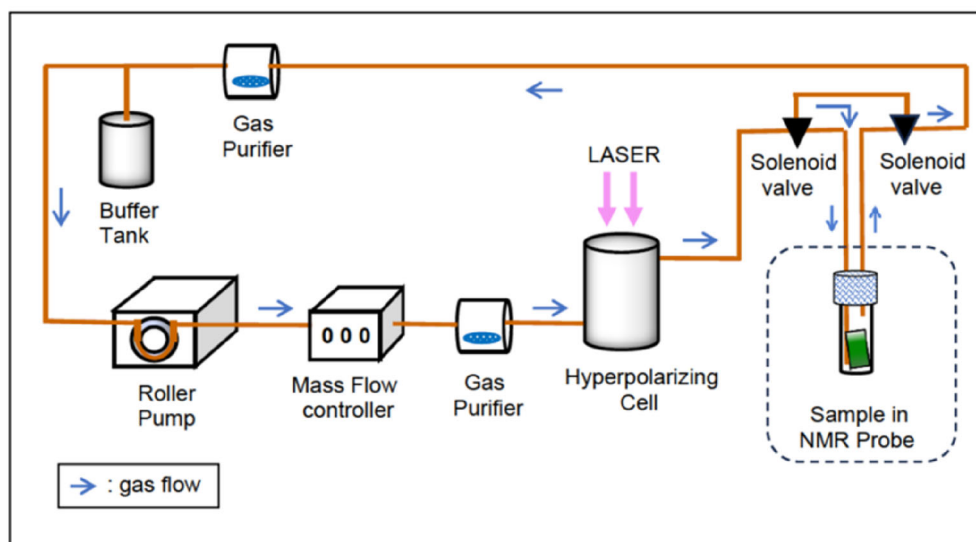 Gas
Purifier
Buffer
Tank
LASER
Solenoid
valve
Solenoid
valve
Roller
Pump
0 0 0
Mass Flow
controller
Gas
Purifier
Hyperpolarizing
Cell
Sample in
NMR Probe
: gas flow